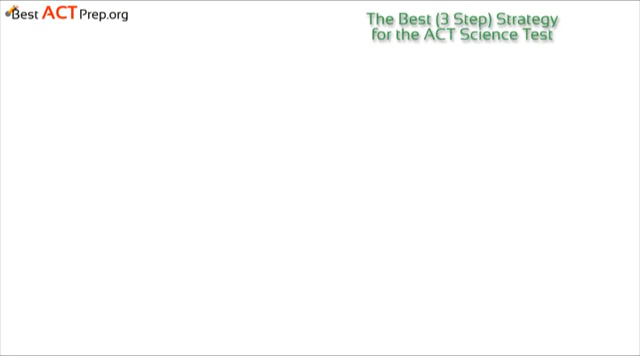 Best ACT Prep.org
The Best (3 Step) Strategy
for the ACT Science Test